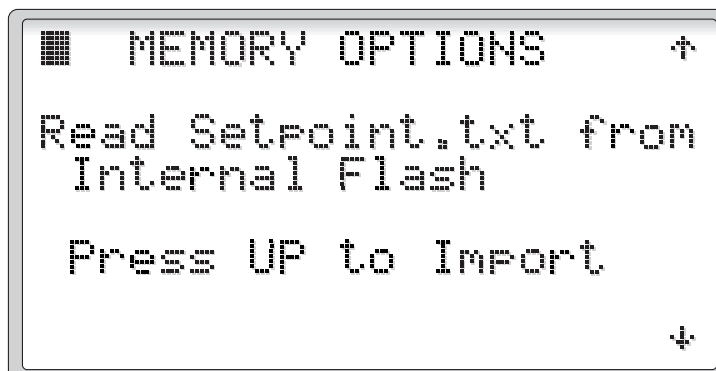 MEMORY OPTIONS ↑
Read Setpoint.txt from
Internal Flash
Press UP to Import
↓